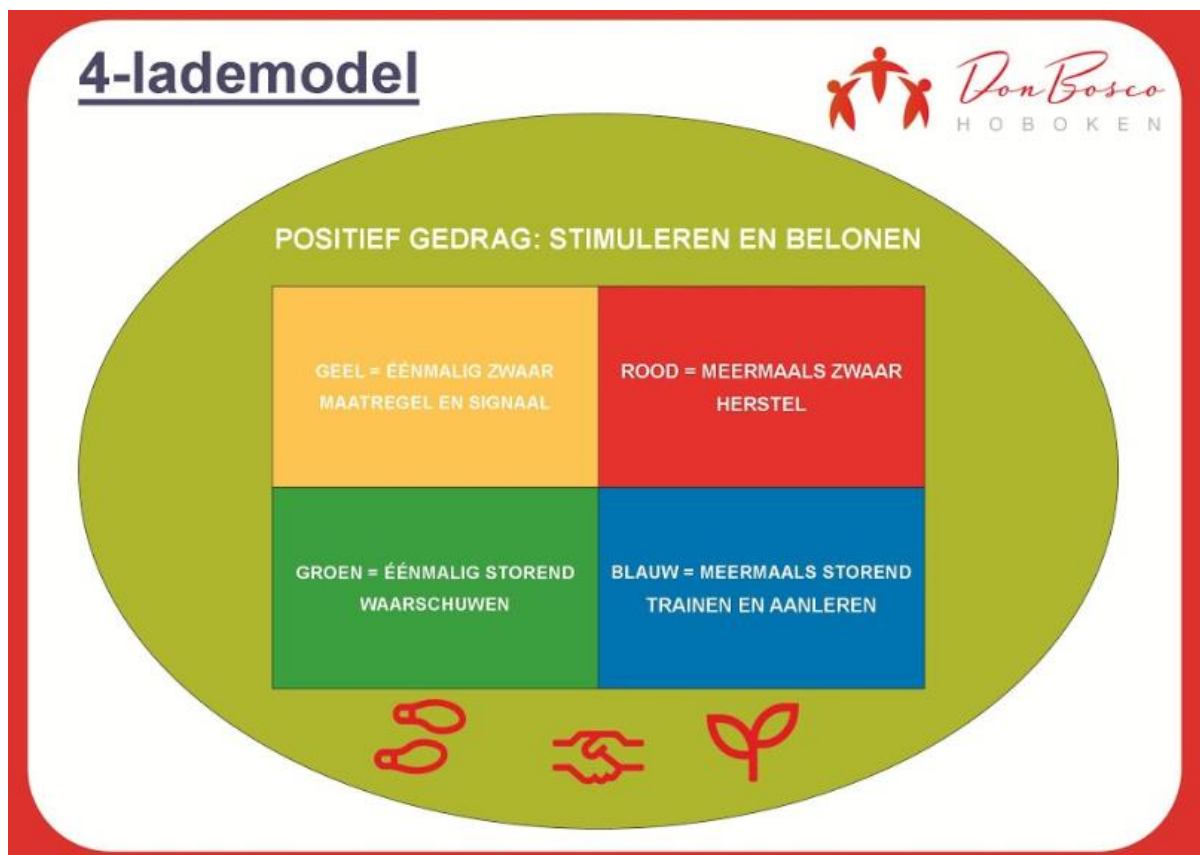 4-lademodel
Don Bosco
HOBOKEN
POSITIEF GEDRAG: STIMULEREN EN BELONEN
GEEL = ÉÉNMALIG ZWAAR
MAATREGEL EN SIGNAAL
ROOD = MEERMAALS ZWAAR
HERSTEL
GROEN = ÉÉNMALIG STOREND
WAARSCHUWEN
BLAUW = MEERMAALS STOREND
TRAINEN EN AANLEREN